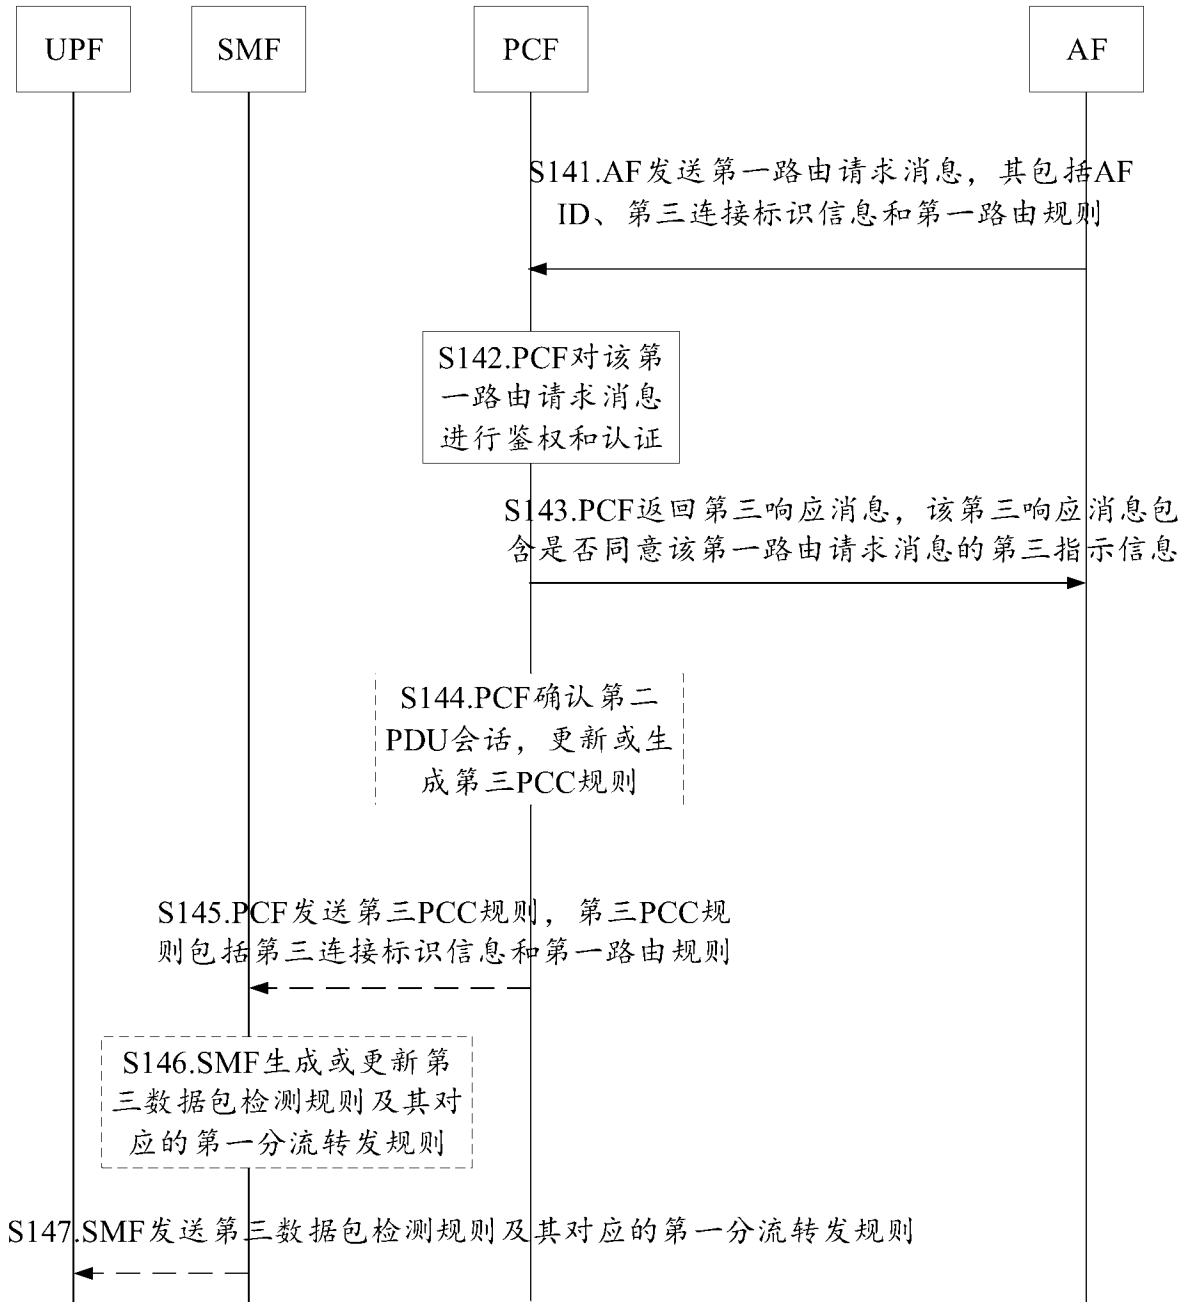 UPF
SMF
PCF
AF
S141.AF发送第一路由请求消息，其包括AF
ID、第三连接标识信息和第一路由规则
S142.PCF对该第
一路由请求消息
进行鉴权和认证
S143.PCF返回第三响应消息，该第三响应消息包
含是否同意该第一路由请求消息的第三指示信息
S144.PCF确认第二
PDU会话，更新或生
成第三PCC规则
S145.PCF发送第三PCC规则，第三PCC规
则包括第三连接标识信息和第一路由规则
S146.SMF生成或更新第
三数据包检测规则及其对
应的第一分流转发规则
S147.SMF发送第三数据包检测规则及其对应的第一分流转发规则